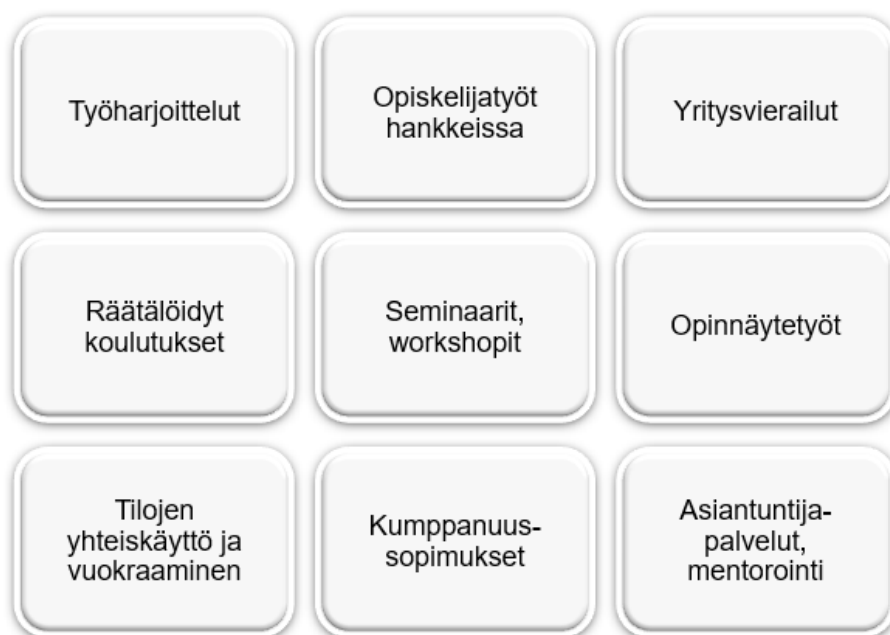 Työharjoittelut
Opiskelijatyöt
hankkeissa
Yritysvierailut
Räätälöidyt
koulutukset
Seminaarit,
workshopit
Opinnäytetyöt
Tilojen
yhteiskäyttö ja
vuokraaminen
Kumppanuus-
sopimukset
Asiantuntija-
palvelut,
mentorointi